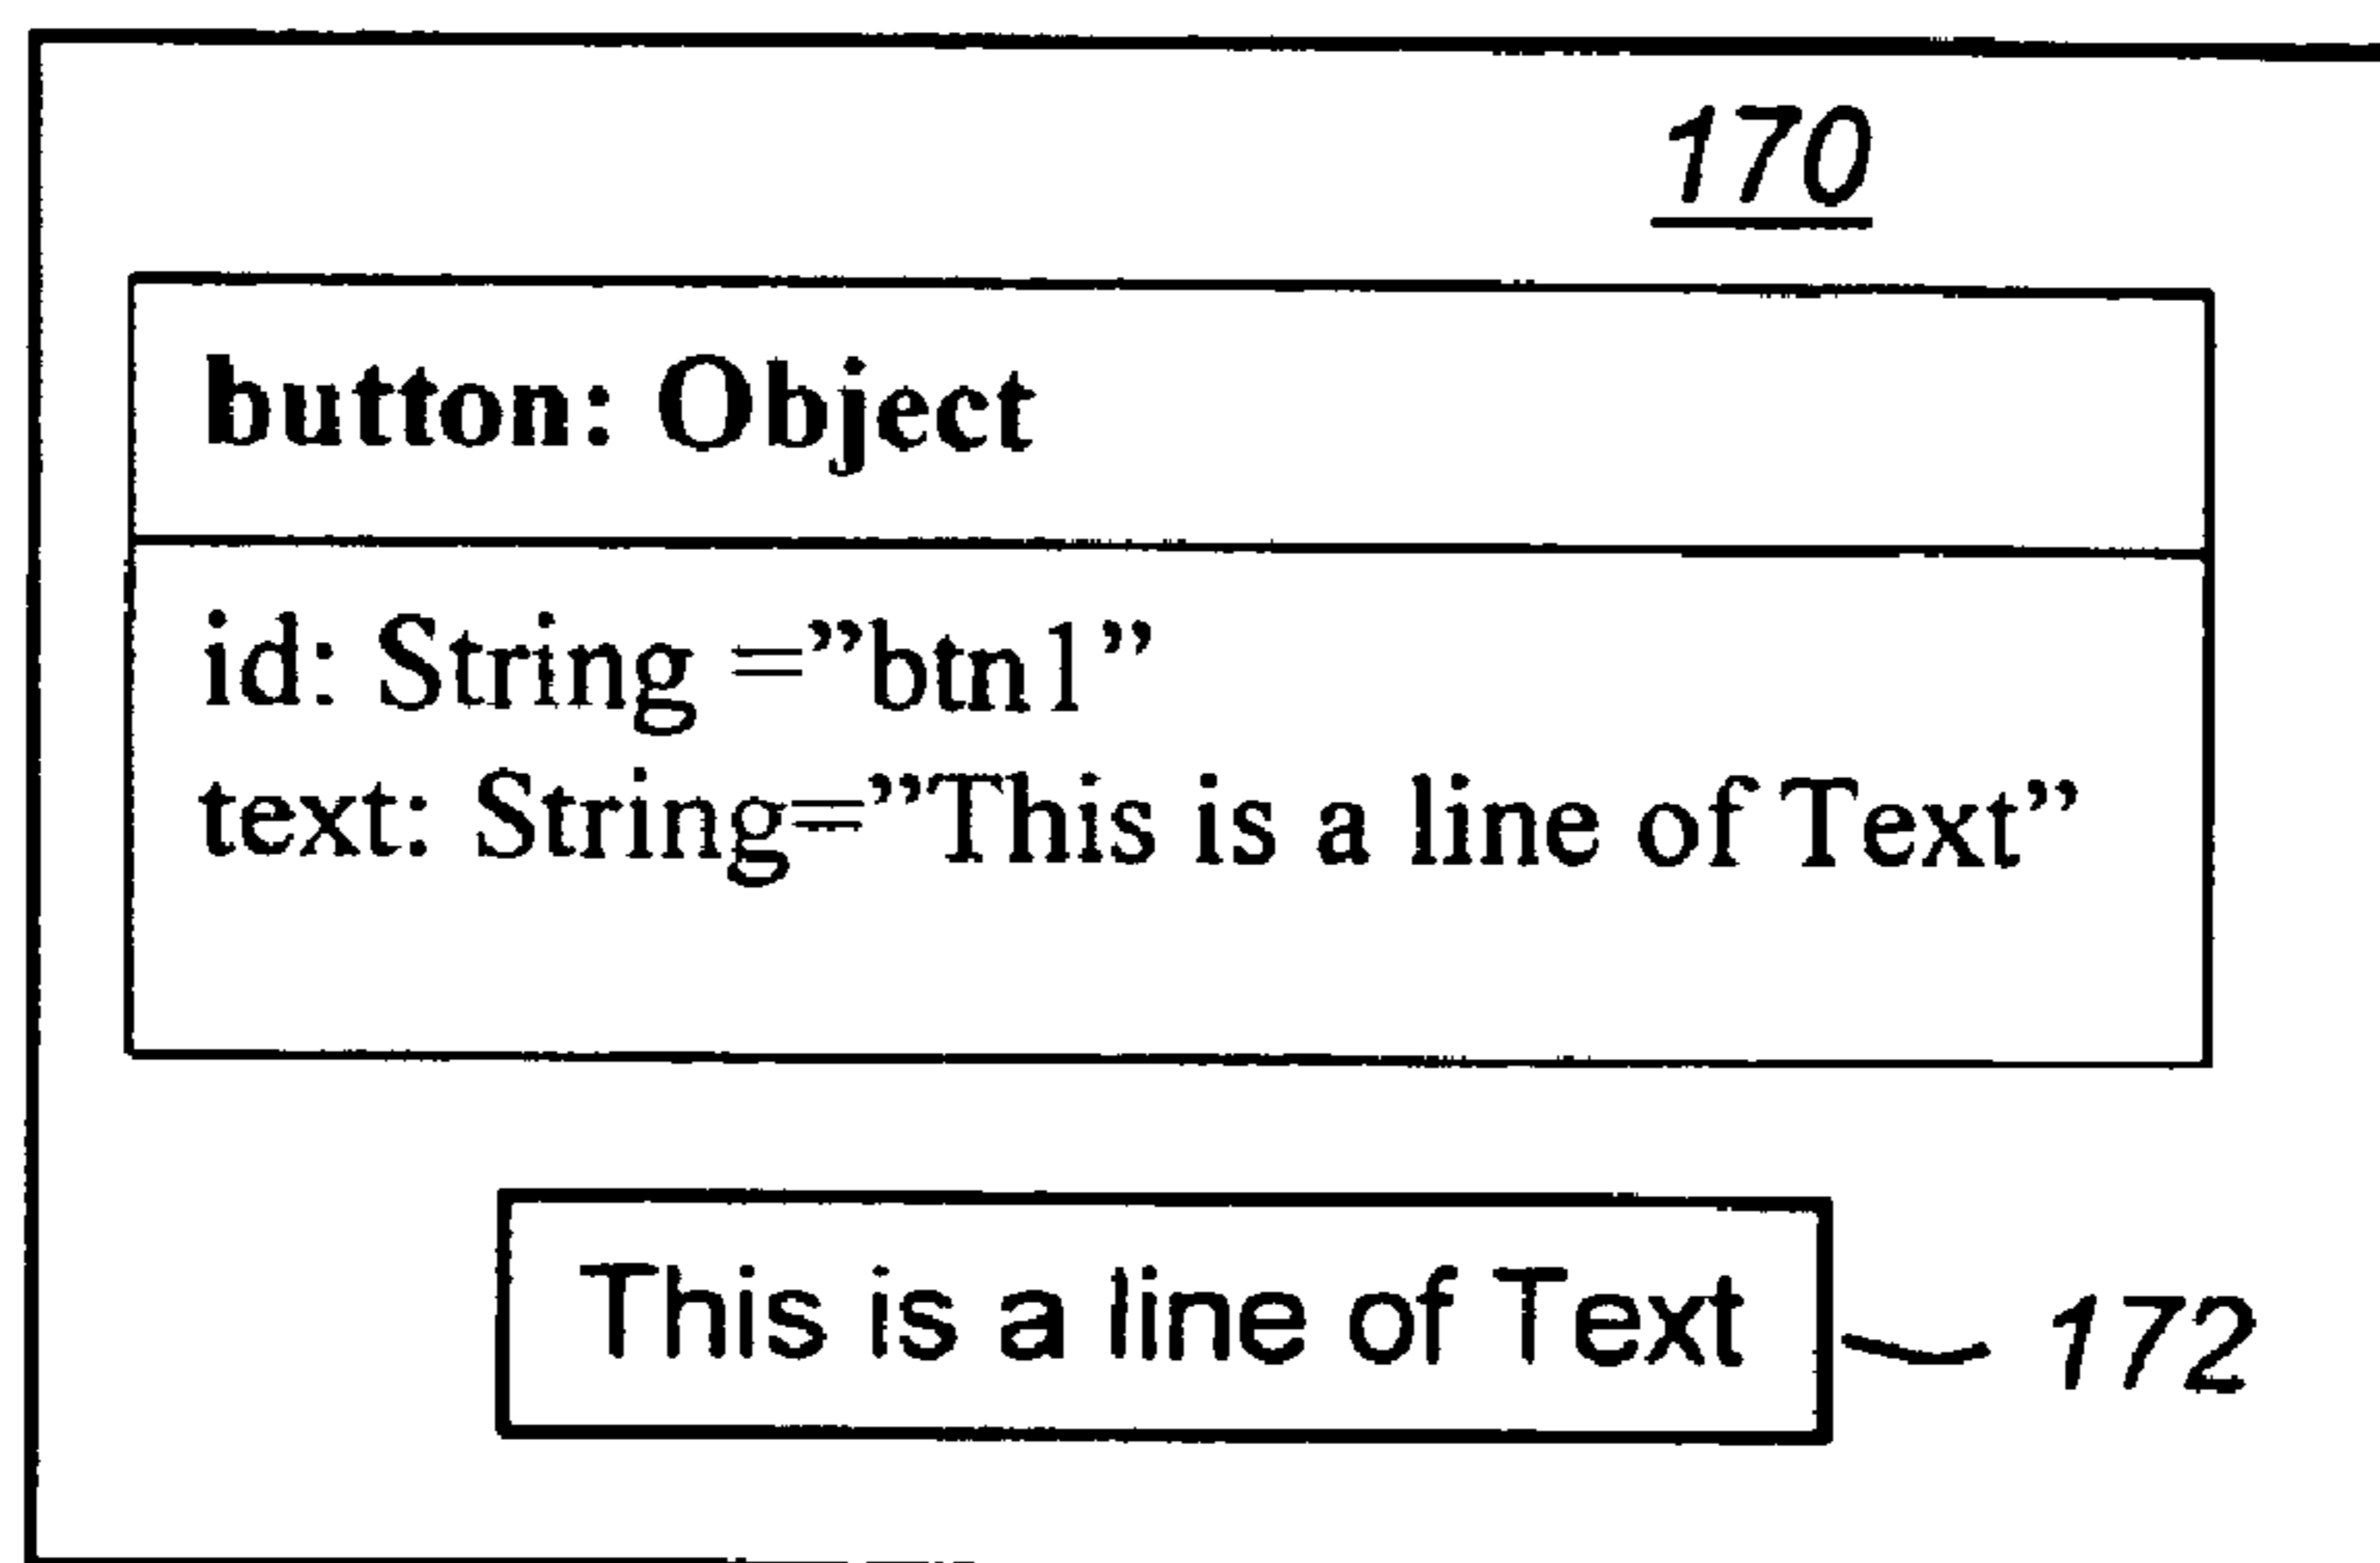 170
button: Object
id: String =”btn1”
text: String=”This is a line of Text”
This is a line of Text
172